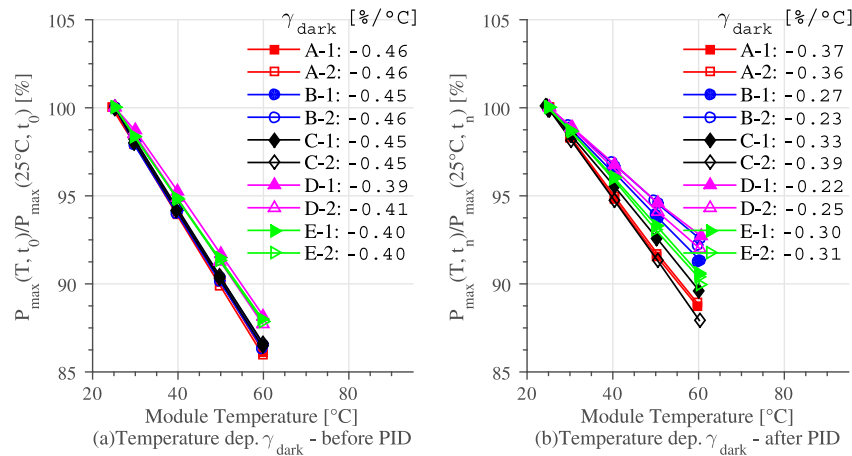 γdark [%/°C]
A-1: -0.46
A-2: -0.46
B-1: -0.45
B-2: -0.46
C-1: -0.45
C-2: -0.45
D-1: -0.39
D-2: -0.41
E-1: -0.40
E-2: -0.40
105
100
95
90
85
Pmax(T, t0)/Pmax(25°C, t0) [%]
20 40 60 80
Module Temperature [°C]
(a)Temperature dep. γdark - before PID
γdark [%/°C]
A-1: -0.37
A-2: -0.36
B-1: -0.27
B-2: -0.23
C-1: -0.33
C-2: -0.39
D-1: -0.22
D-2: -0.25
E-1: -0.30
E-2: -0.31
105
100
95
90
85
Pmax(T, tn)/Pmax(25°C, tn) [%]
20 40 60 80
Module Temperature [°C]
(b)Temperature dep. γdark - after PID